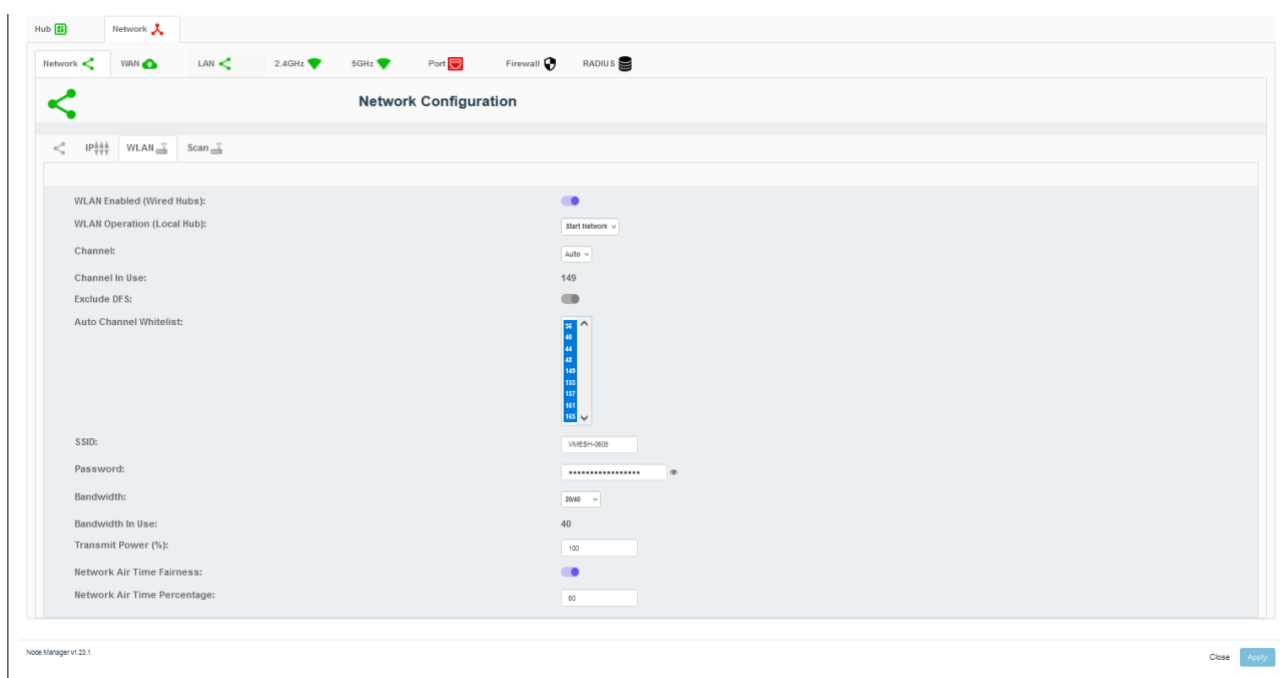 Hub Network
Network WAN LAN 2.4GHz 5GHz Port Firewall RADIUS
Network Configuration
IP WLAN Scan
WLAN Enabled (Wired Hubs):
WLAN Operation (Local Hub): Start Network
Channel: Auto
Channel In Use: 149
Exclude DFS:
Auto Channel Whitelist: 36
40
44
48
149
153
157
161
165
SSID: VMESH-0605
Password: •••••••••••••••••
Bandwidth: 20/40
Bandwidth In Use: 40
Transmit Power (%): 100
Network Air Time Fairness:
Network Air Time Percentage: 60
Node Manager v1.23.1
Close Apply